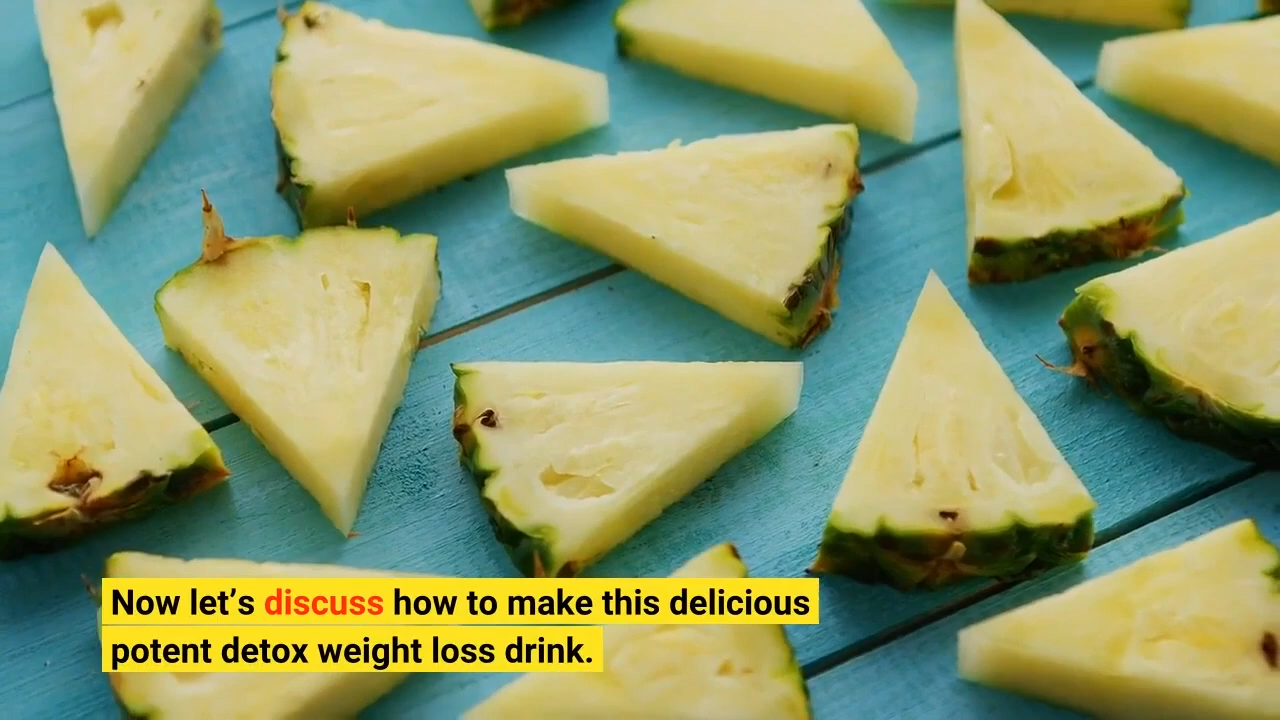 Now let’s discuss how to make this delicious
potent detox weight loss drink.